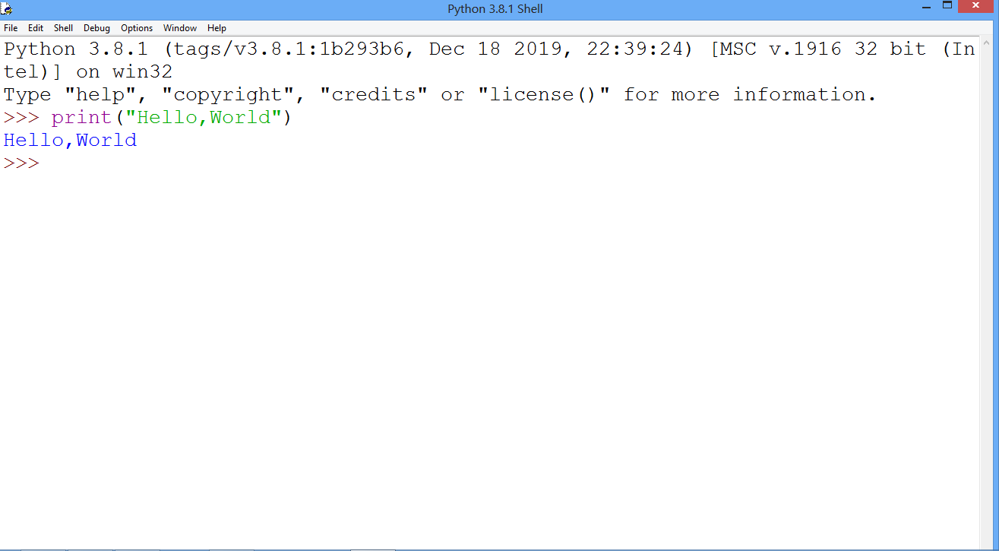 Python 3.8.1 Shell
File Edit Shell Debug Options Window Help
Python 3.8.1 (tags/v3.8.1:1b293b6, Dec 18 2019, 22:39:24) [MSC v.1916 32 bit (In
tel)] on win32
Type "help", "copyright", "credits" or "license()" for more information.
>>> print("Hello,World")
Hello,World
>>>